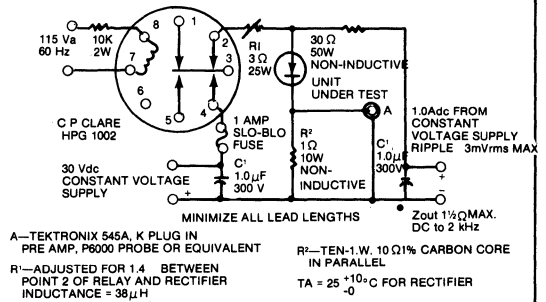 115 Va
60 Hz
10K
2W
8
7
6
1
2
3
4
5
C P CLARE
HPG 1002
RI
3 Ω
25W
30 Ω
50W
NON-INDUCTIVE
UNIT
UNDER TEST
A
1 AMP
SLO-BLO
FUSE
R²
1Ω
10W
NON-
INDUCTIVE
C¹
1.0μF
300 V
C¹,
1.0μF
300V
1.0Adc FROM
CONSTANT
VOLTAGE SUPPLY
RIPPLE 3mVrms MAX
30 Vdc
CONSTANT VOLTAGE
SUPPLY
−
+
+
−
MINIMIZE ALL LEAD LENGTHS
Zout 1½Ω MAX.
DC to 2 kHz
A—TEKTRONIX 545A, K PLUG IN
PRE AMP, P6000 PROBE OR EQUIVALENT
R¹—ADJUSTED FOR 1.4 BETWEEN
POINT 2 OF RELAY AND RECTIFIER
INDUCTANCE = 38μH
R²—TEN-1.W. 10 Ω1% CARBON CORE
IN PARALLEL
TA = 25 +10°C FOR RECTIFIER
-0